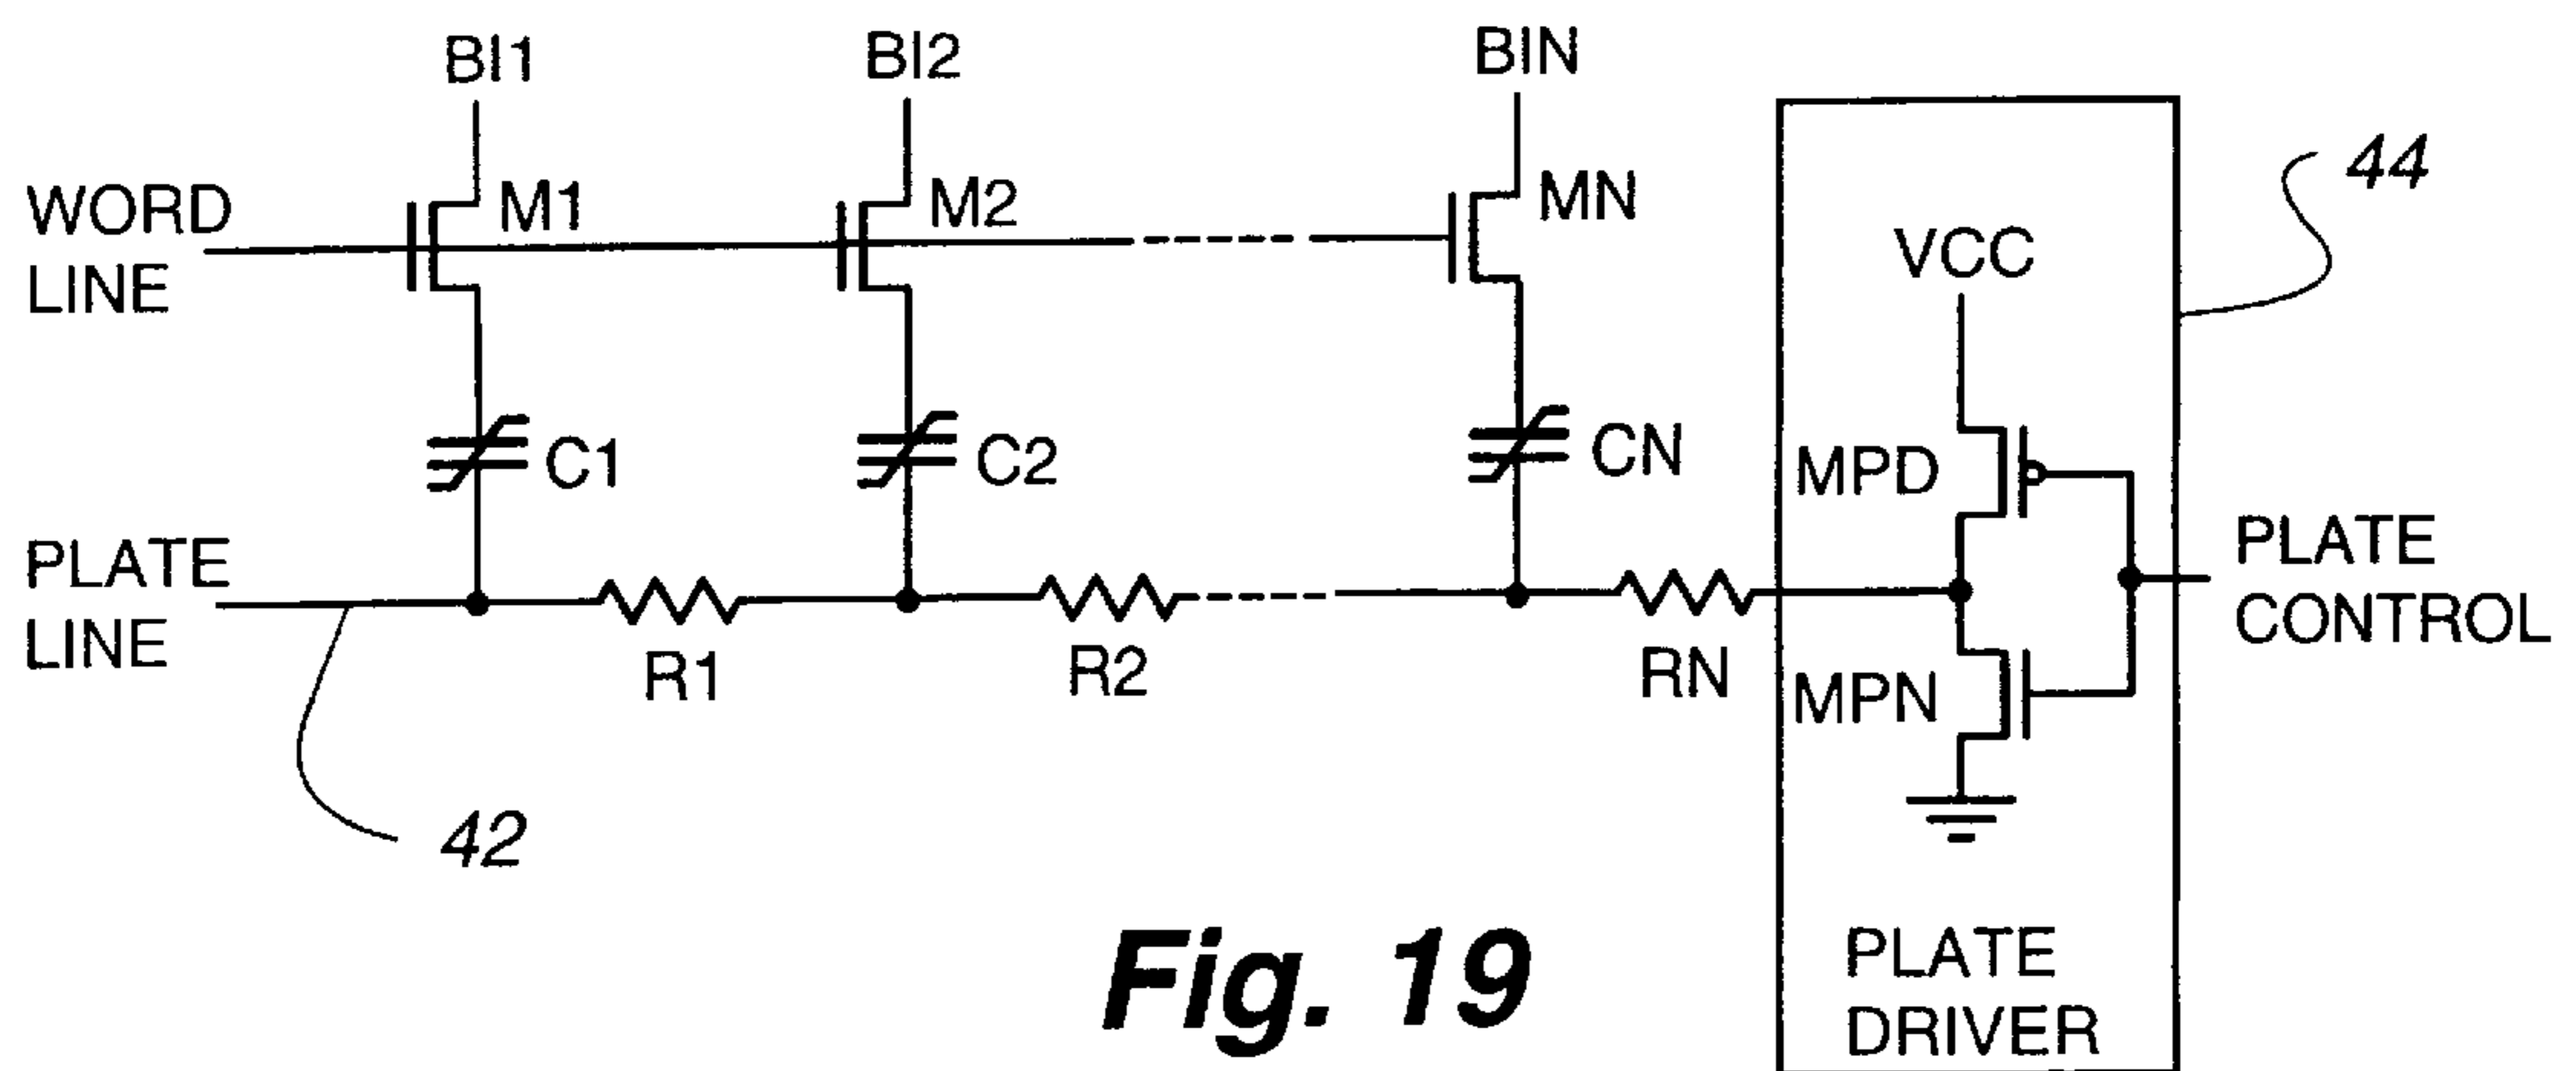 BI1
BI2
BIN
WORD
LINE
M1
M2
MN
44
VCC
C1
C2
CN
MPD
PLATE
CONTROL
PLATE
LINE
R1
R2
RN
MPN
42
PLATE
DRIVER
Fig. 19